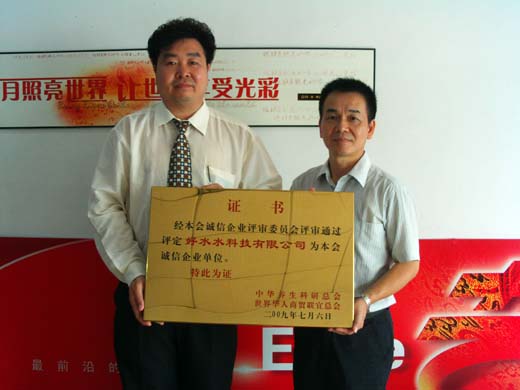 月照亮世界 让世
受光彩
证书
经本会诚信企业评审委员会评审通过
评定好水水科技有限公司为本会
诚信企业单位。
特此为证
中华养生科研总会
世界华人商贸联宜总会
二00九年七月六日
最前沿的
E
e